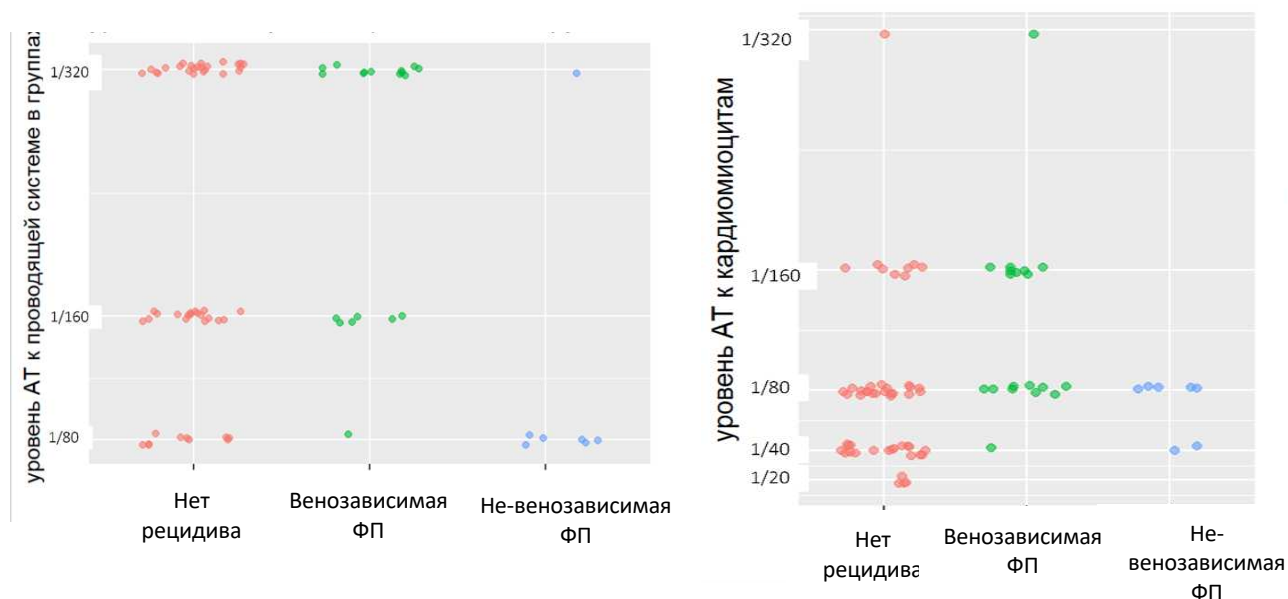 уровень АТ к проводящей системе в группах
1/320
1/160
1/80
Нет
рецидива
Венозависимая
ФП
Не-венозависимая
ФП
уровень АТ к кардиомиоцитам
1/320
1/160
1/80
1/40
1/20
Нет
рецидива
Венозависимая
ФП
Не-
венозависимая
ФП